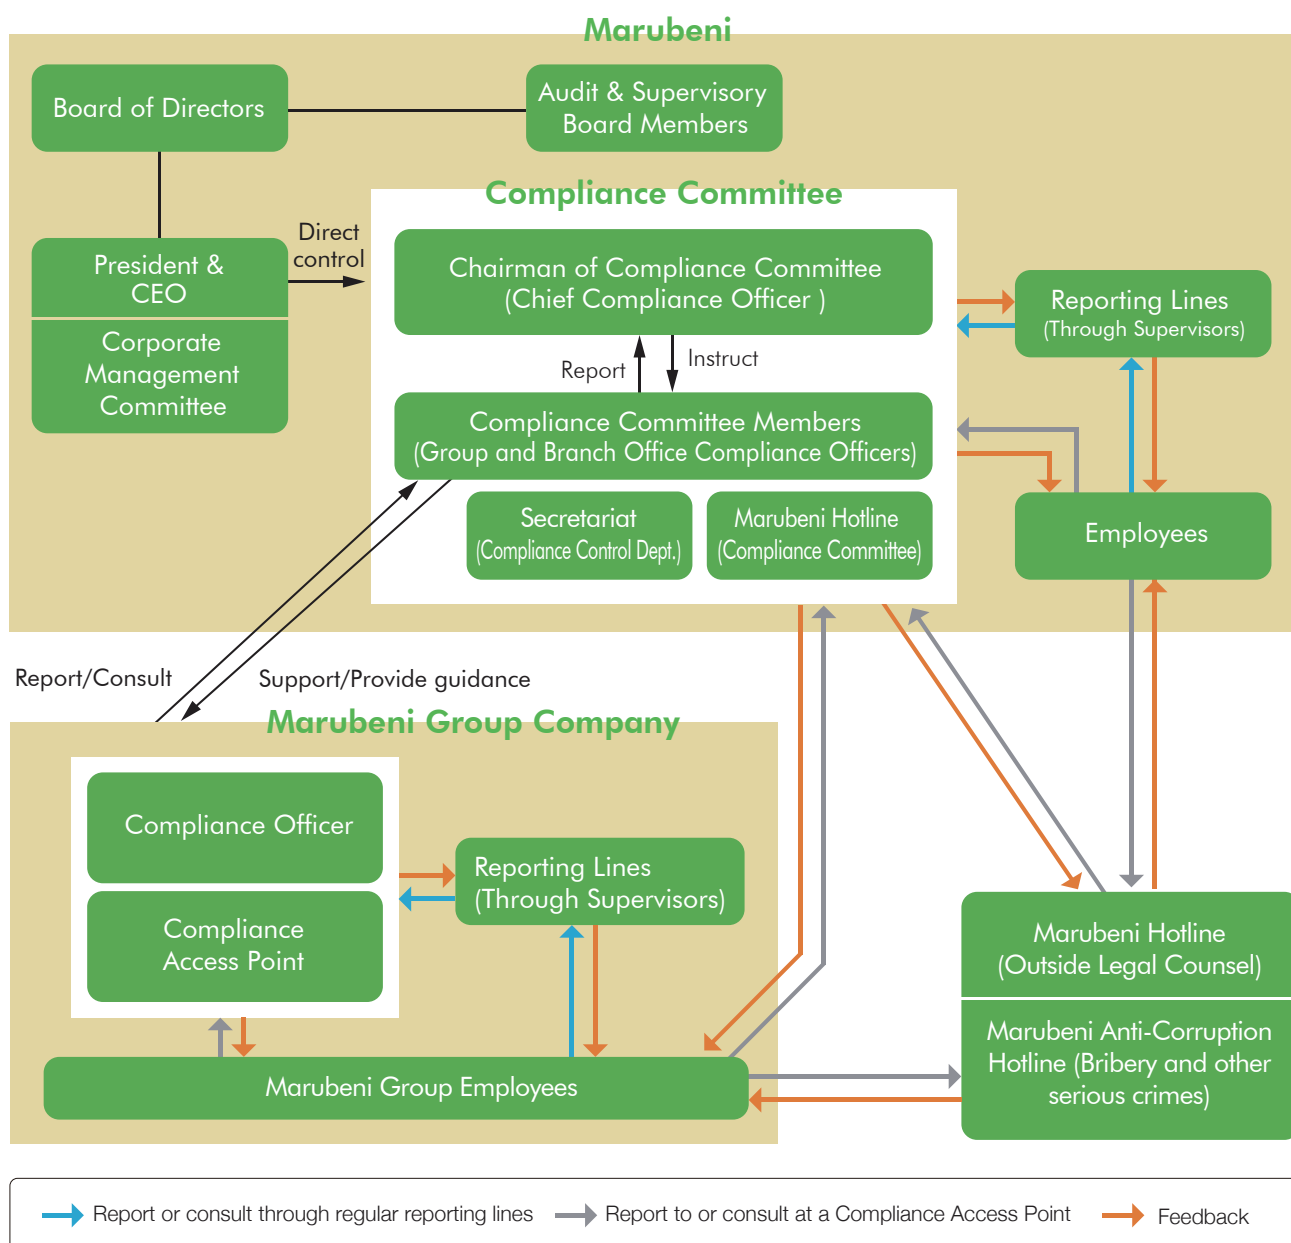 Marubeni
Board of Directors
Audit & Supervisory
Board Members
Compliance Committee
Direct
control
President &
CEO
Corporate
Management
Committee
Chairman of Compliance Committee
(Chief Compliance Officer )
Report
Instruct
Compliance Committee Members
(Group and Branch Office Compliance Officers)
Secretariat
(Compliance Control Dept.)
Marubeni Hotline
(Compliance Committee)
Reporting Lines
(Through Supervisors)
Employees
Report/Consult
Support/Provide guidance
Marubeni Group Company
Compliance Officer
Compliance
Access Point
Reporting Lines
(Through Supervisors)
Marubeni Group Employees
Marubeni Hotline
(Outside Legal Counsel)
Marubeni Anti-Corruption
Hotline (Bribery and other
serious crimes)
Report or consult through regular reporting lines
Report to or consult at a Compliance Access Point
Feedback